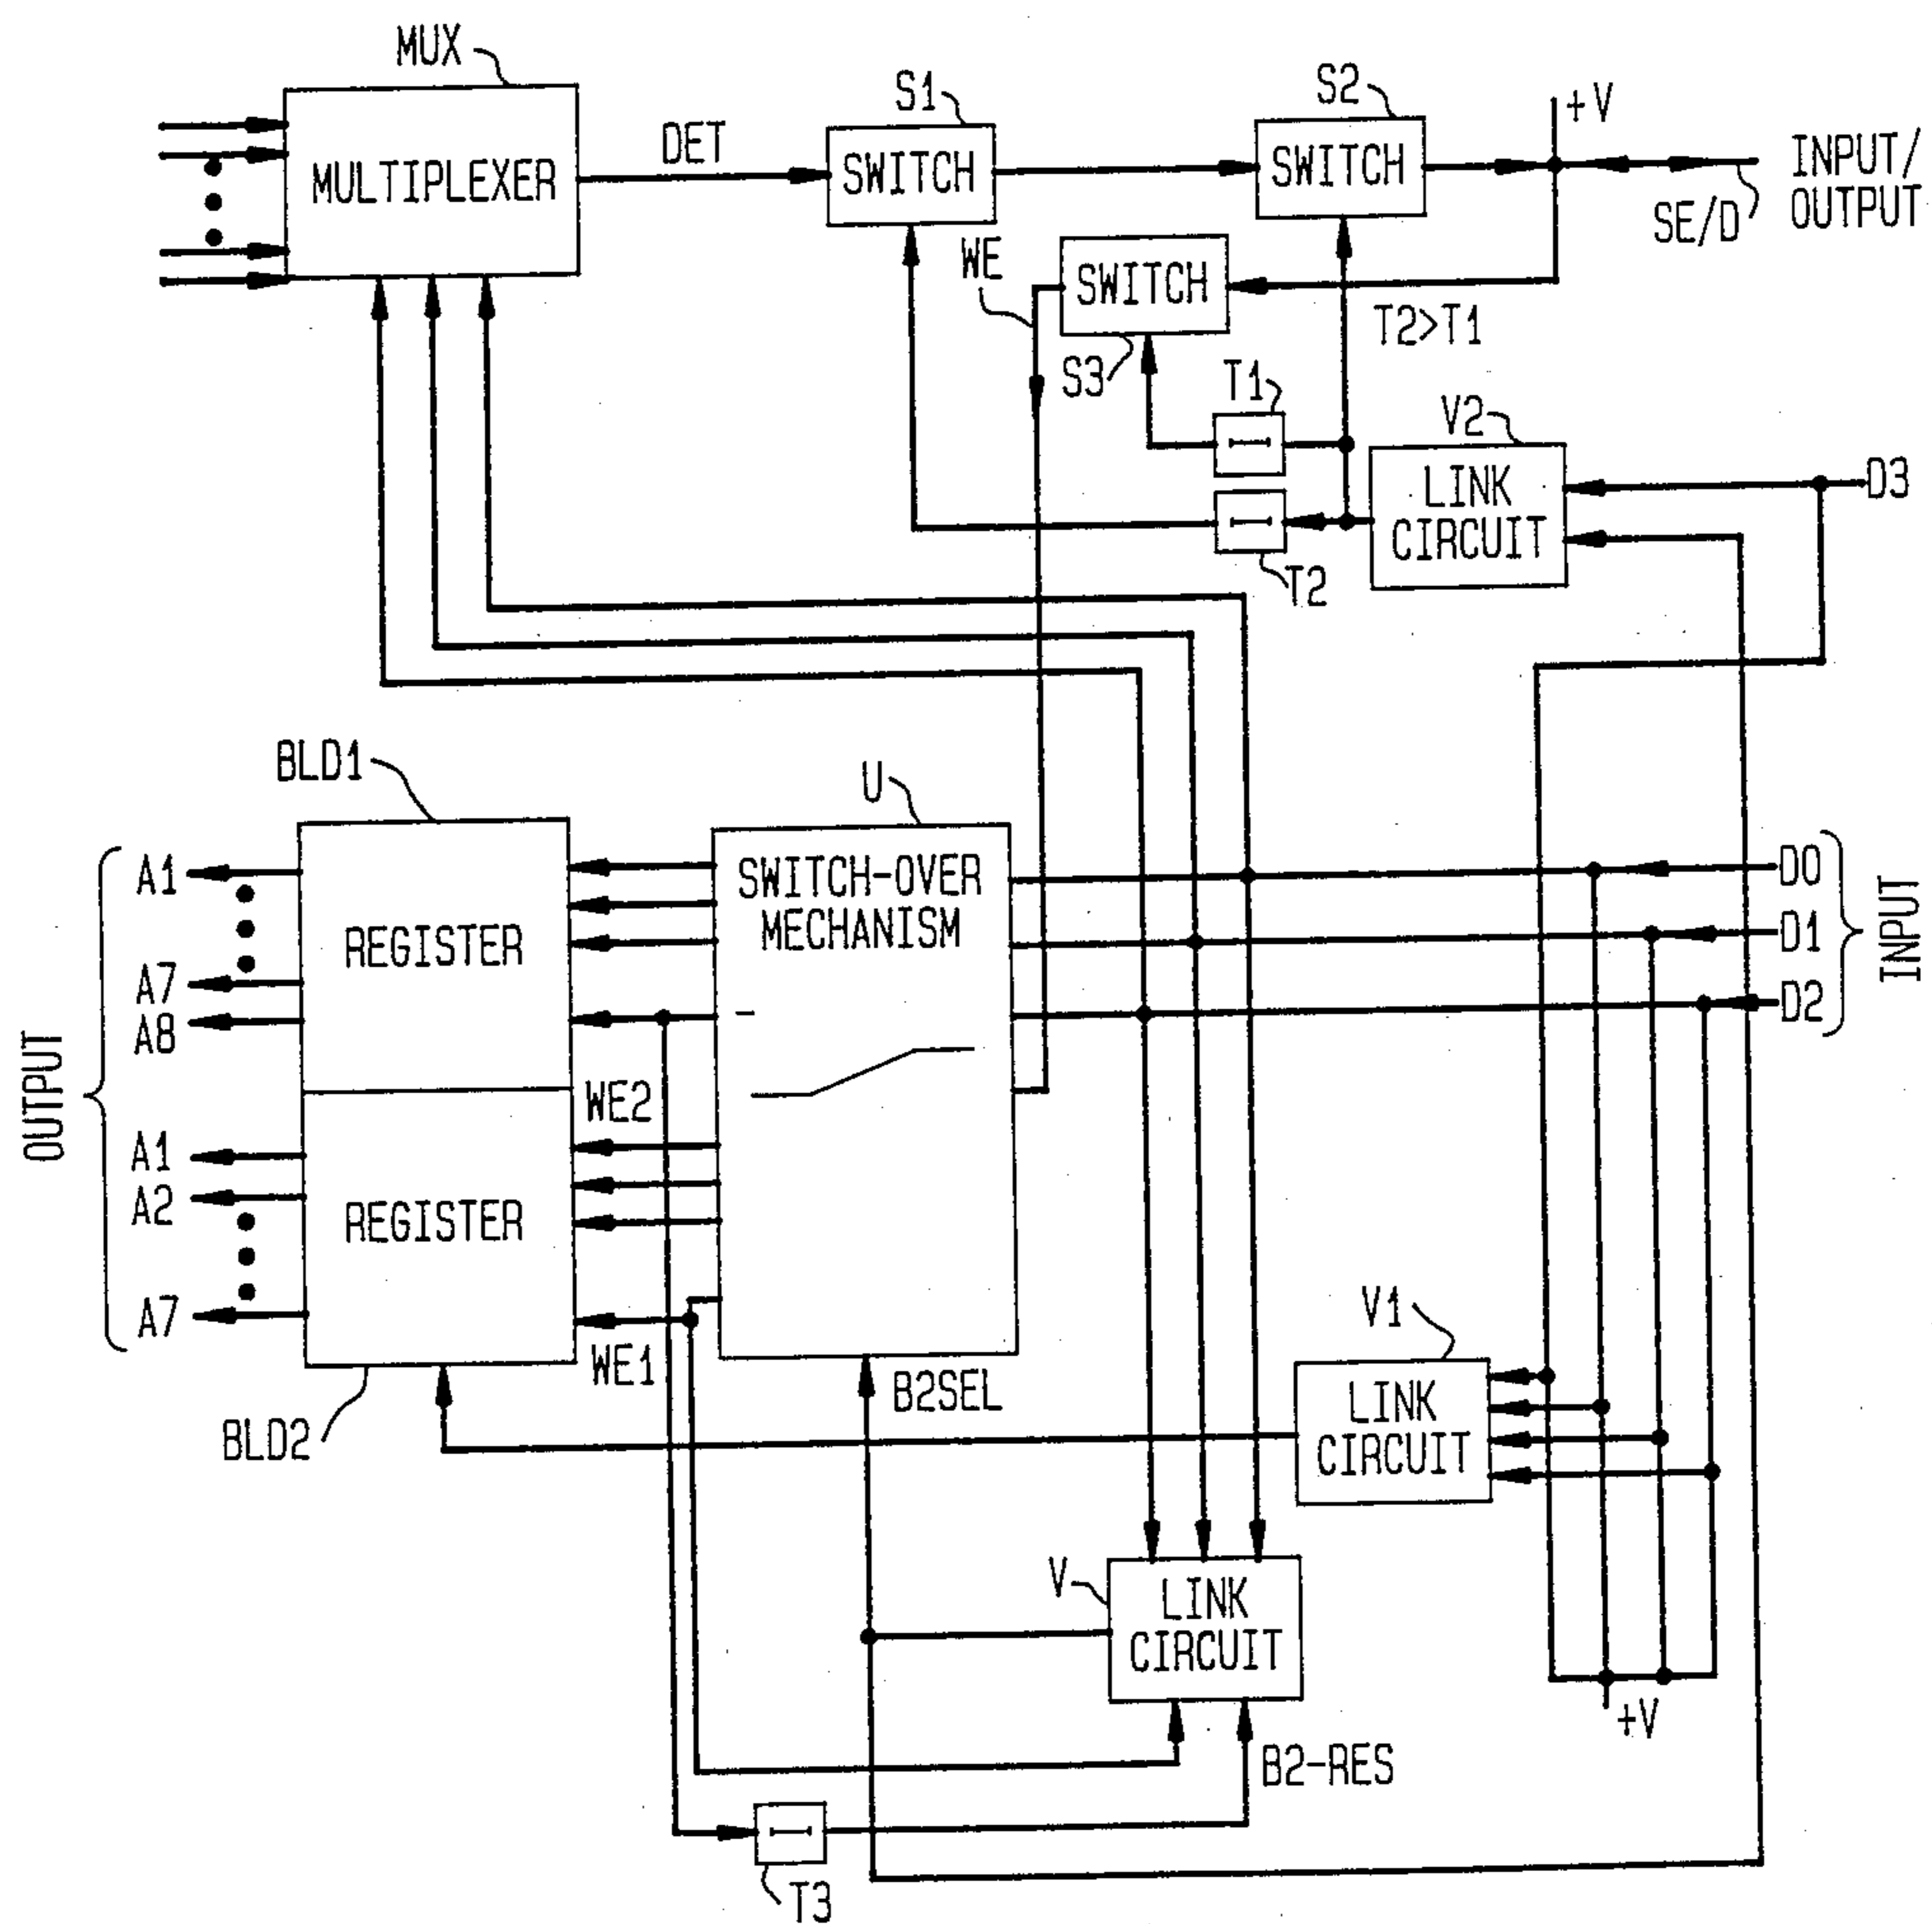 MUX
MULTIPLEXER
DET
S1
SWITCH
S2
SWITCH
+V
INPUT/
OUTPUT
SE/D
WE
SWITCH
S3
T2>T1
T1
V2
LINK
CIRCUIT
D3
T2
BLD1
U
A1
REGISTER
SWITCH-OVER
MECHANISM
D0
D1
D2
INPUT
A7
A8
OUTPUT
WE2
A1
A2
REGISTER
A7
WE1
BLD2
B2SEL
V1
LINK
CIRCUIT
V
LINK
CIRCUIT
+V
B2-RES
T3